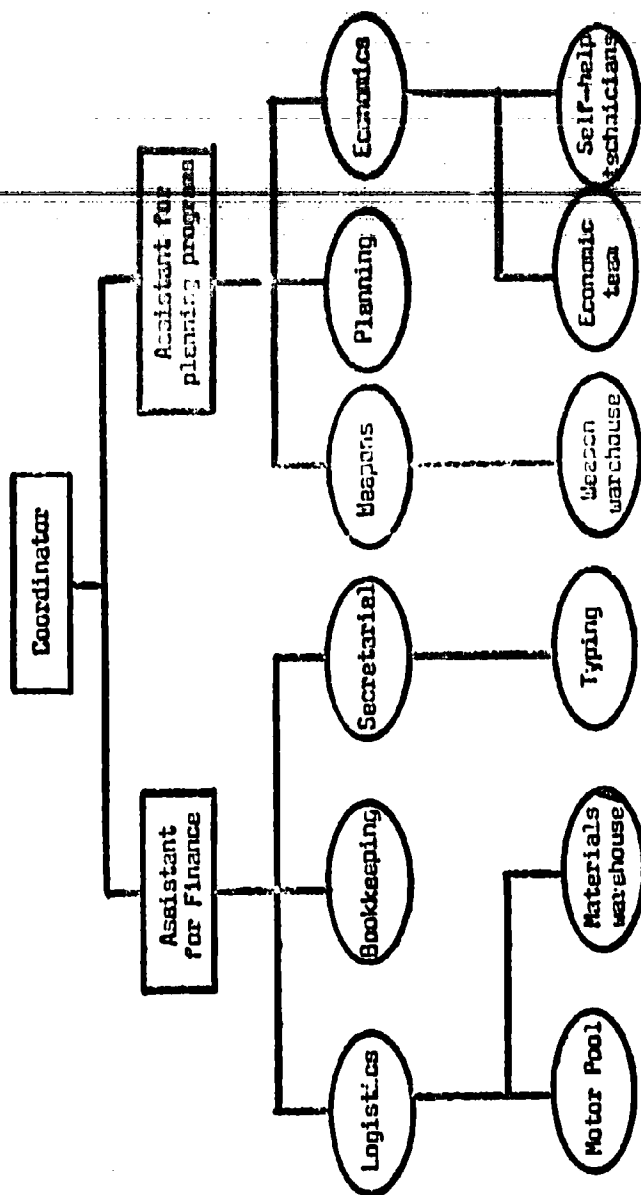 Coordinator
Assistant
for Finance
Assistant for
planning programs
Logistics
Bookkeeping
Secretarial
Weapons
Planning
Economics
Motor Pool
Materials
warehouse
Typing
Weapon
warehouse
Economic
team
Self-help
technicians